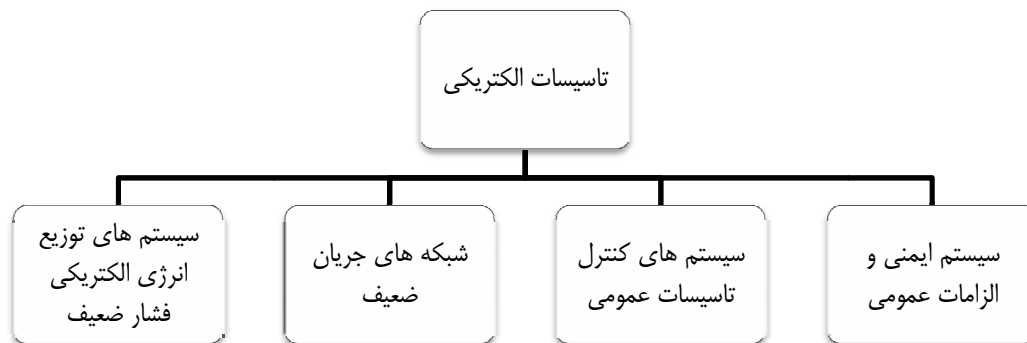 تاسیسات الکتریکی
سیستم ایمنی و
الزامات عمومی
سیستم های کنترل
تاسیسات عمومی
شبکه های جریان
ضعیف
سیستم های توزیع
انرژی الکتریکی
فشار ضعیف